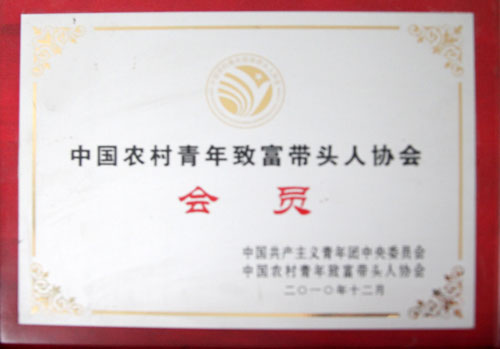 中国农村青年致富带头人协会
会员
中国共产主义青年团中央委员会
中国农村青年致富带头人协会
二〇一〇年十二月